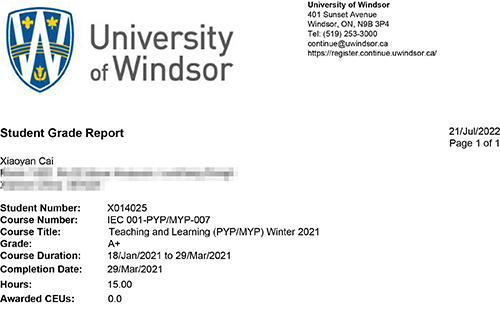 University
of Windsor
University of Windsor
401 Sunset Avenue
Windsor, ON, N9B 3P4
Tel: (519) 253-3000
continue@uwindsor.ca
https://register.continue.uwindsor.ca/
Student Grade Report
21/Jul/2022
Page 1 of 1
Xiaoyan Cai
Student Number: X014025
Course Number: IEC 001-PYP/MYP-007
Course Title: Teaching and Learning (PYP/MYP) Winter 2021
Grade: A+
Course Duration: 18/Jan/2021 to 29/Mar/2021
Completion Date: 29/Mar/2021
Hours: 15.00
Awarded CEUs: 0.0